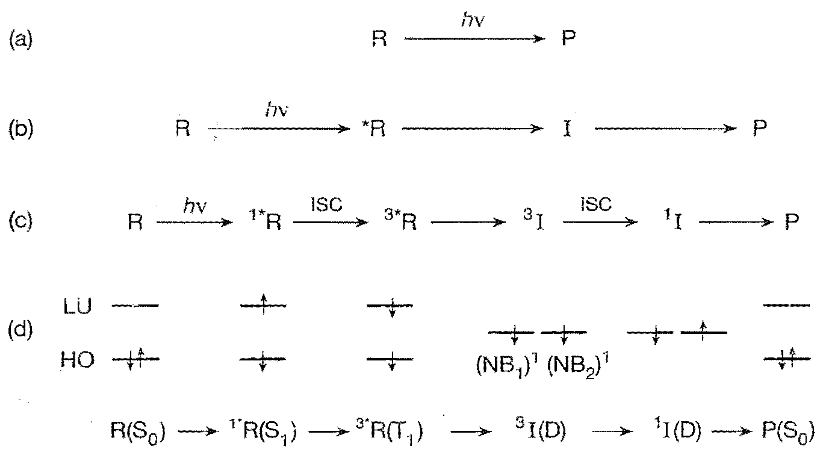 (a) R hν P
(b) R hν *R I P
(c) R hν ¹*R ISC ³*R ³I ISC ¹I P
(d) LU
HO (NB₁)¹ (NB₂)¹
R(S₀) → ¹*R(S₁) → ³*R(T₁) → ³I(D) → ¹I(D) → P(S₀)